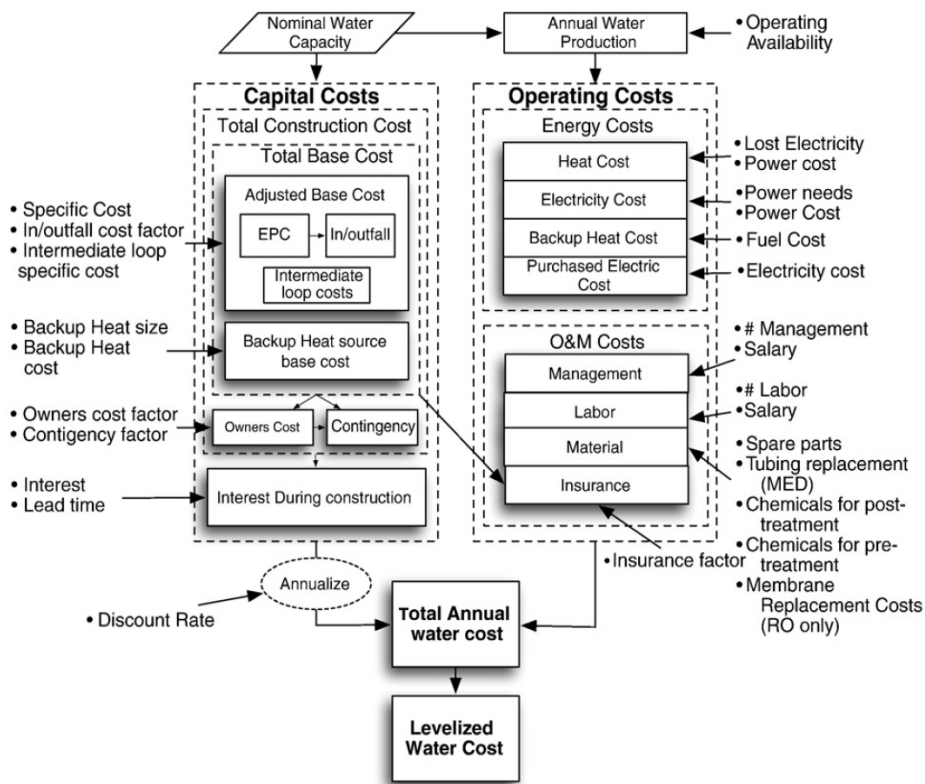 Nominal Water
Capacity
Annual Water
Production
• Operating
Availability
Capital Costs
Total Construction Cost
Total Base Cost
Adjusted Base Cost
EPC
In/outfall
Intermediate
loop costs
• Specific Cost
• In/outfall cost factor
• Intermediate loop
specific cost
Backup Heat source
base cost
• Backup Heat size
• Backup Heat
cost
Owners Cost
Contingency
• Owners cost factor
• Contigency factor
Interest During construction
• Interest
• Lead time
Operating Costs
Energy Costs
Heat Cost
Electricity Cost
Backup Heat Cost
Purchased Electric
Cost
• Lost Electricity
• Power cost
• Power needs
• Power Cost
• Fuel Cost
• Electricity cost
O&M Costs
Management
Labor
Material
Insurance
• # Management
• Salary
• # Labor
• Salary
• Spare parts
• Tubing replacement
(MED)
• Chemicals for post-
treatment
• Chemicals for pre-
treatment
• Membrane
Replacement Costs
(RO only)
• Insurance factor
Annualize
• Discount Rate
Total Annual
water cost
Levelized
Water Cost